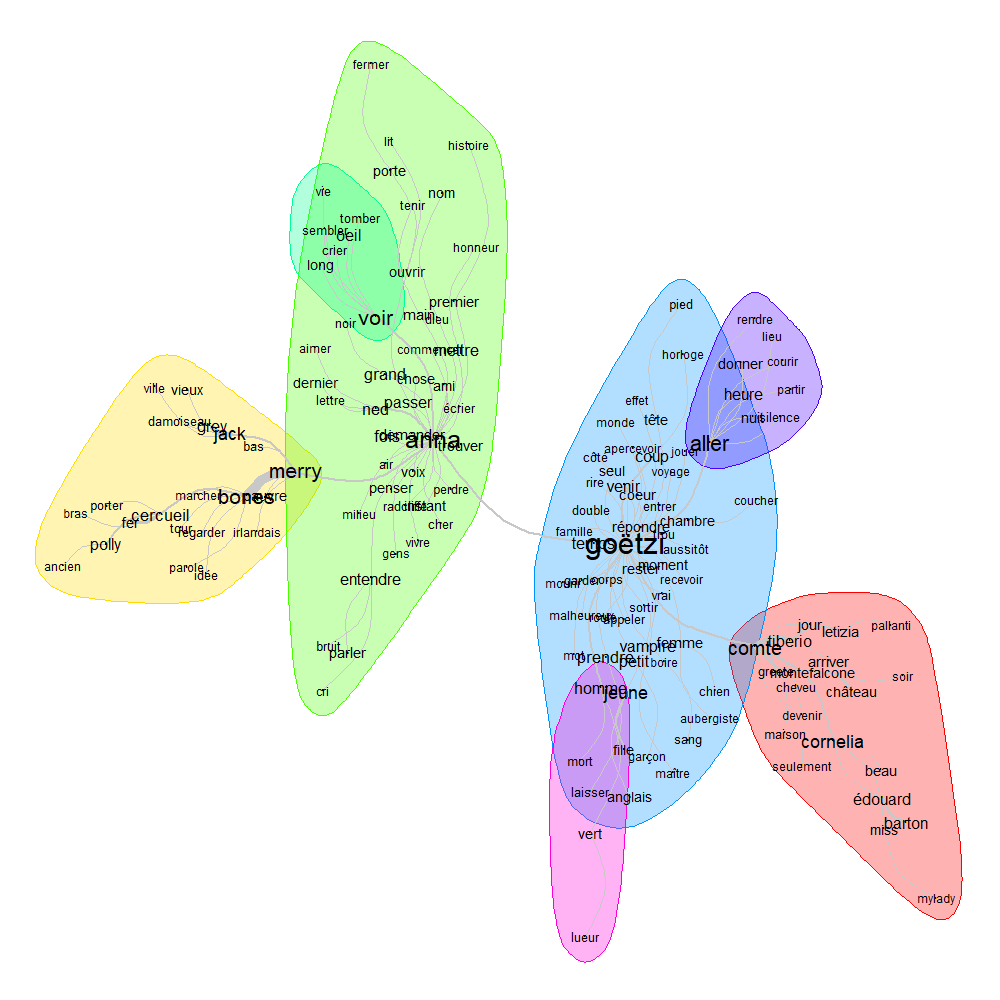 fermer
lit
histoire
porte
vie
nom
tenir
tomber
sembler
oeil
crier
honneur
long
ouvrir
premier
voir
main
dieu
noir
aimer
commencer
mettre
dernier
grand
chose
ami
lettre
ned
passer
écrire
fois
demander
anna
trouver
air
voix
penser
perdre
milieu
instant
cher
vivre
gens
entendre
bruit
parler
cri
ville
vieux
damoiseau
grey
jack
bas
merry
marcher
bones
pauvre
bras
porter
fer
cercueil
tour
regarder
irlandais
polly
ancien
parole
idée
pied
rendre
lieu
horloge
donner
courir
heure
partir
effet
nuit
silence
monde
tête
aller
apercevoir
jouer
côté
coup
seul
voyage
rire
venir
coeur
coucher
double
entrer
famille
répondre
chambre
temps
goëtzi
aussitôt
moment
rester
mourir
garder
corps
recevoir
vrai
sortir
malheureux
appeler
femme
vampire
mot
prendre
petit
boire
homme
jeune
chien
aubergiste
fille
garçon
sang
mort
maître
laisser
anglais
vert
lueur
jour
letizia
pallanti
comte
tiberio
arriver
montefalcone
soir
cheveu
château
devenir
maison
cornelia
seulement
beau
édouard
barton
miss
mylady